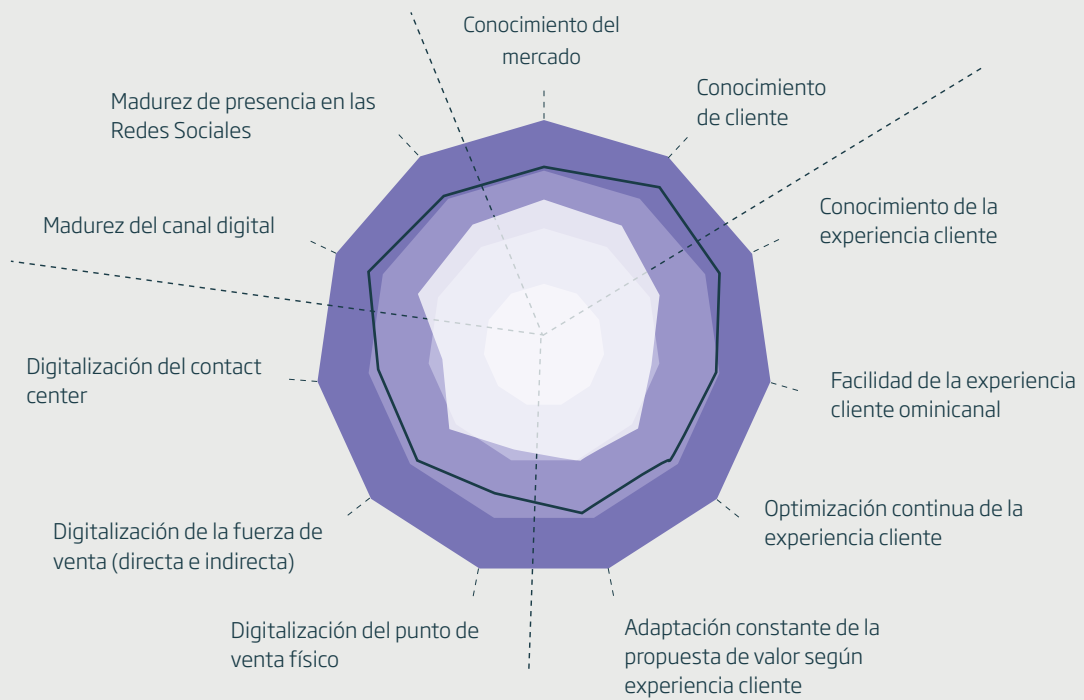 Conocimiento del
mercado
Conocimiento
de cliente
Conocimiento de la
experiencia cliente
Facilidad de la experiencia
cliente ominicanal
Optimización continua de la
experiencia cliente
Adaptación constante de la
propuesta de valor según
experiencia cliente
Digitalización del punto de
venta físico
Digitalización de la fuerza de
venta (directa e indirecta)
Digitalización del contact
center
Madurez del canal digital
Madurez de presencia en las
Redes Sociales